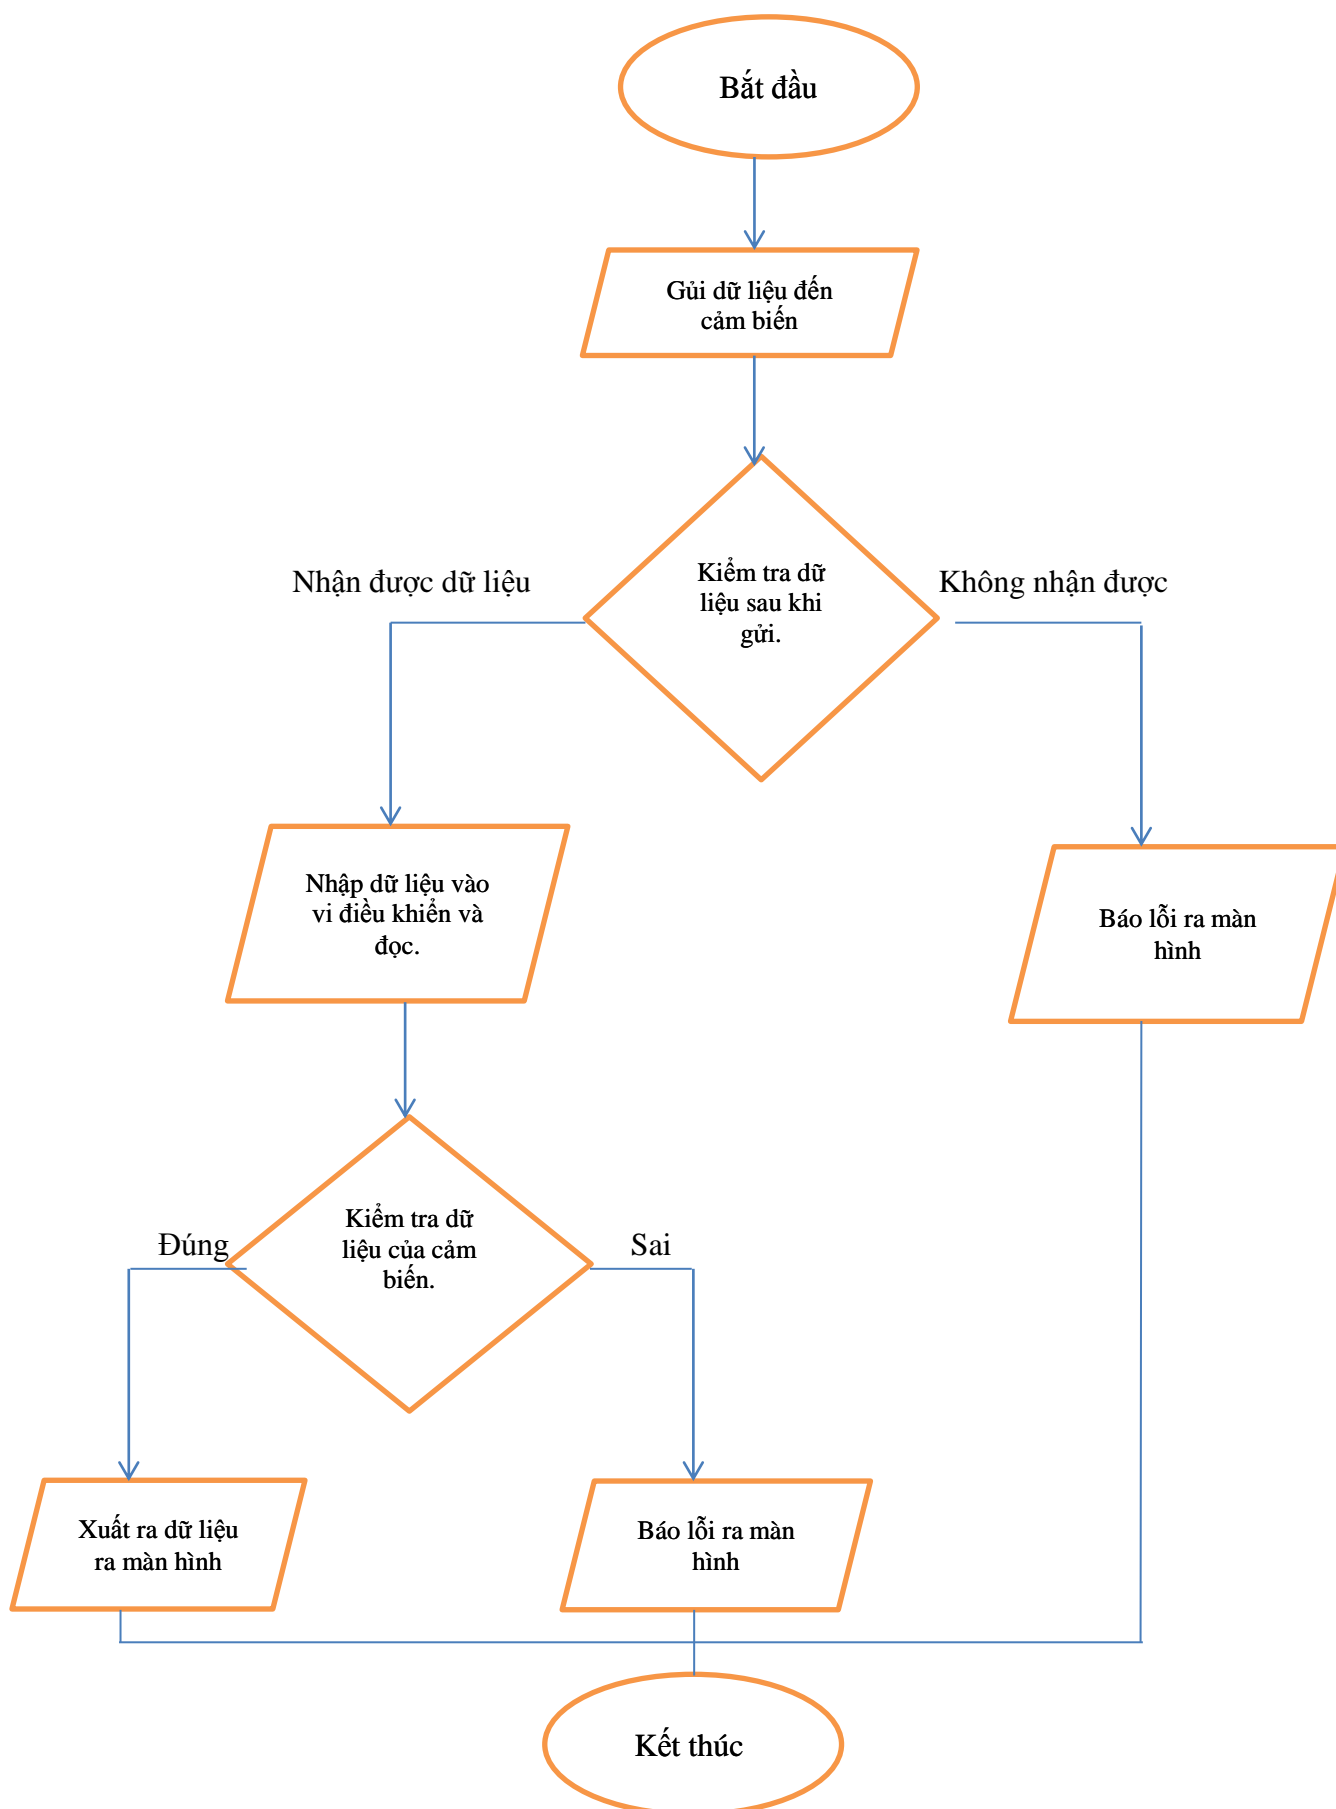 Bắt đầu
Gủi dữ liệu đến
cảm biến
Kiểm tra dữ
liệu sau khi
gửi.
Nhận được dữ liệu
Không nhận được
Nhập dữ liệu vào
vi điều khiển và
đọc.
Báo lỗi ra màn
hình
Kiểm tra dữ
liệu của cảm
biến.
Đúng
Sai
Xuất ra dữ liệu
ra màn hình
Báo lỗi ra màn
hình
Kết thúc